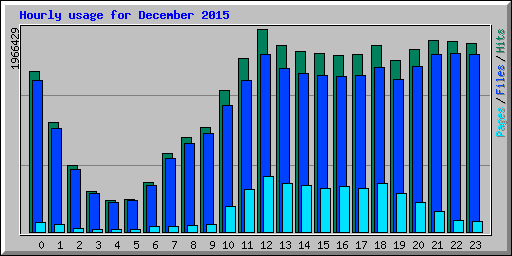 Hourly usage for December 2015
1966429
Pages/Files/Hits
0 1 2 3 4 5 6 7 8 9 10 11 12 13 14 15 16 17 18 19 20 21 22 23